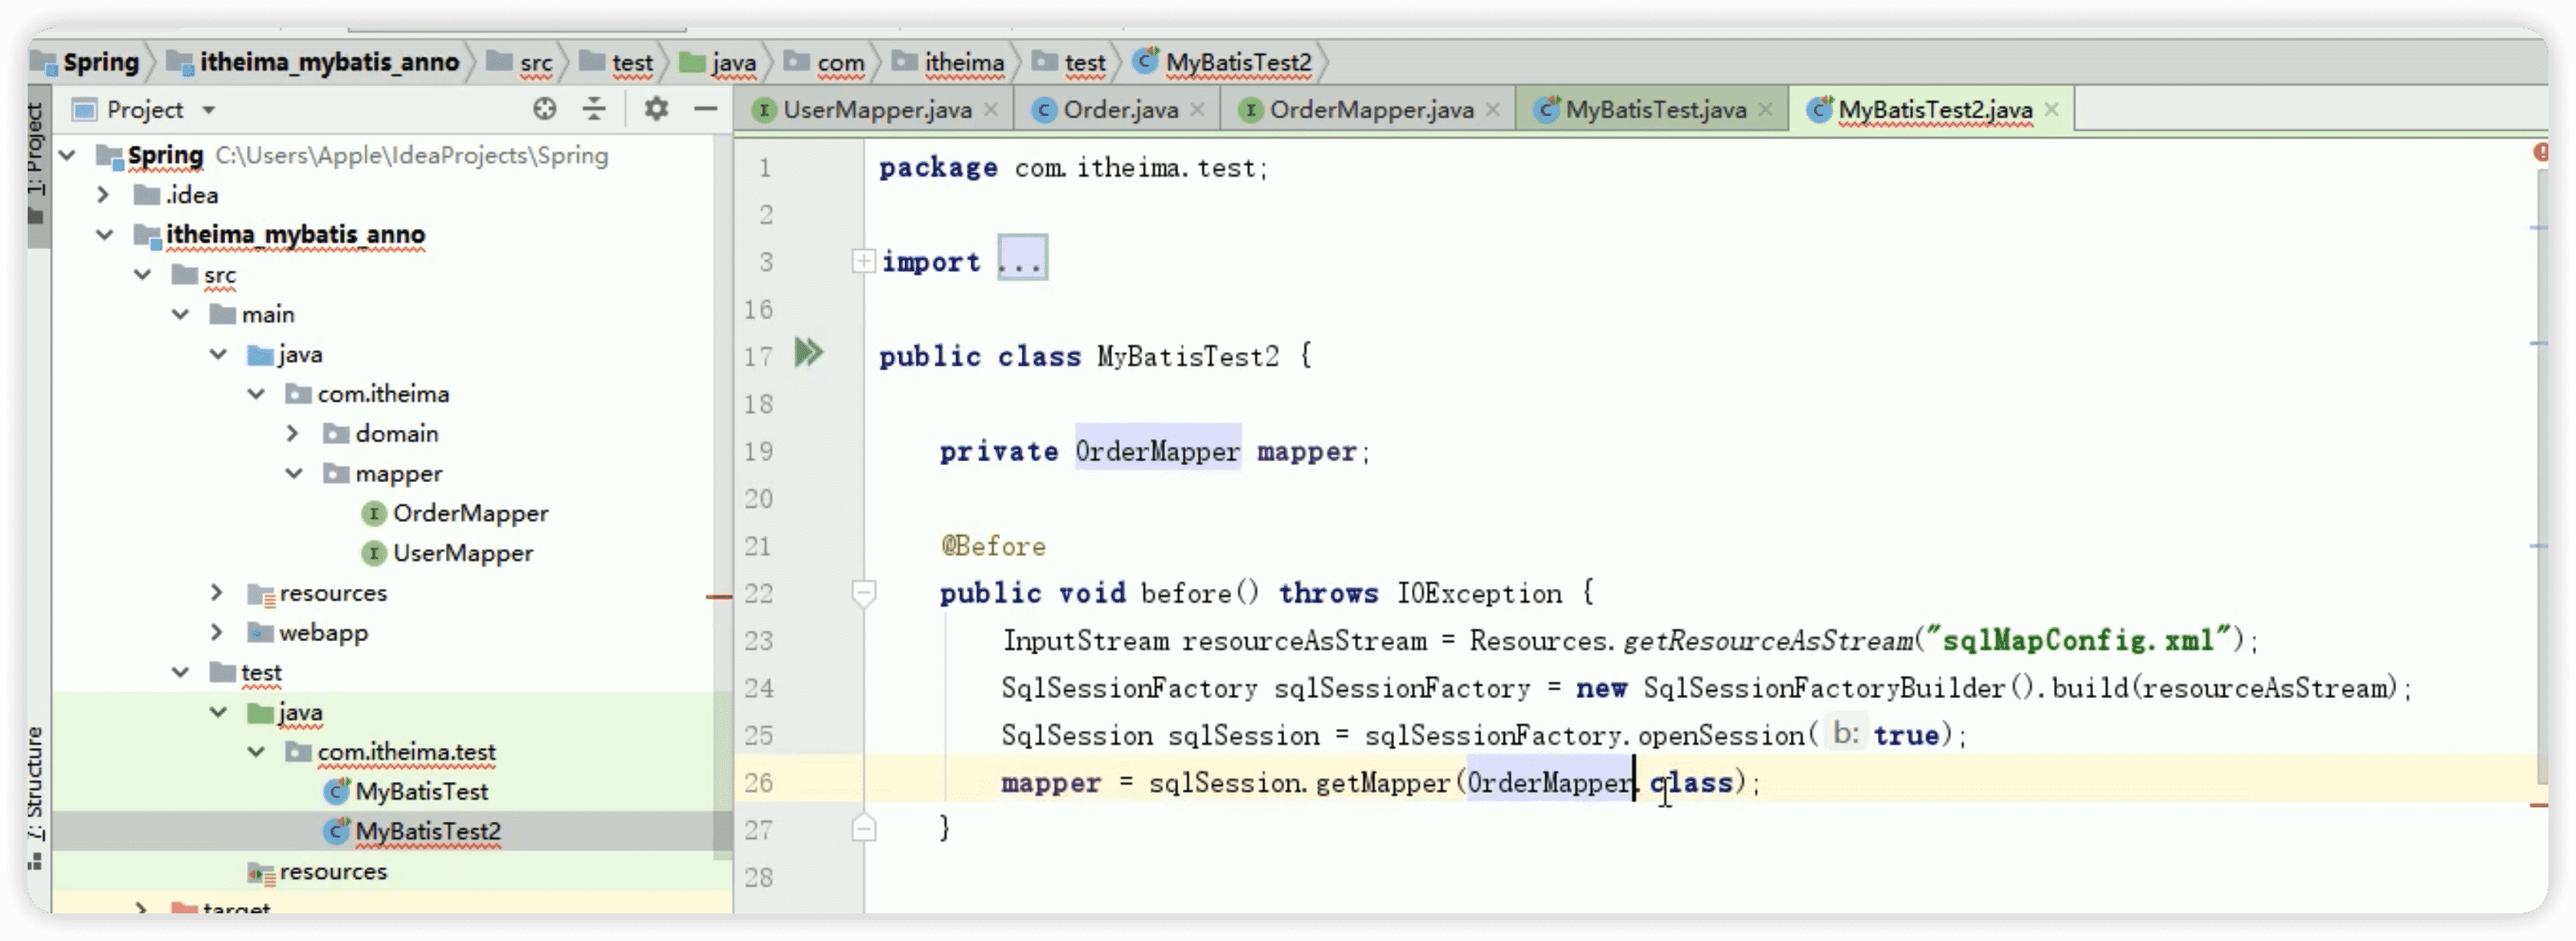 Spring itheima_mybatis_anno src test java com itheima test MyBatisTest2
1: Project
Project
UserMapper.java Order.java OrderMapper.java MyBatisTest.java MyBatisTest2.java
Spring C:\Users\Apple\IdeaProjects\Spring
.idea
itheima_mybatis_anno
src
main
java
com.itheima
domain
mapper
OrderMapper
UserMapper
resources
webapp
test
java
com.itheima.test
MyBatisTest
MyBatisTest2
resources
target
7: Structure
1 package com.itheima.test;
2
3 import ...
16
17 public class MyBatisTest2 {
18
19 private OrderMapper mapper;
20
21 @Before
22 public void before() throws IOException {
23 InputStream resourceAsStream = Resources.getResourceAsStream("sqlMapConfig.xml");
24 SqlSessionFactory sqlSessionFactory = new SqlSessionFactoryBuilder().build(resourceAsStream);
25 SqlSession sqlSession = sqlSessionFactory.openSession( b: true);
26 mapper = sqlSession.getMapper(OrderMapper.class);
27 }
28